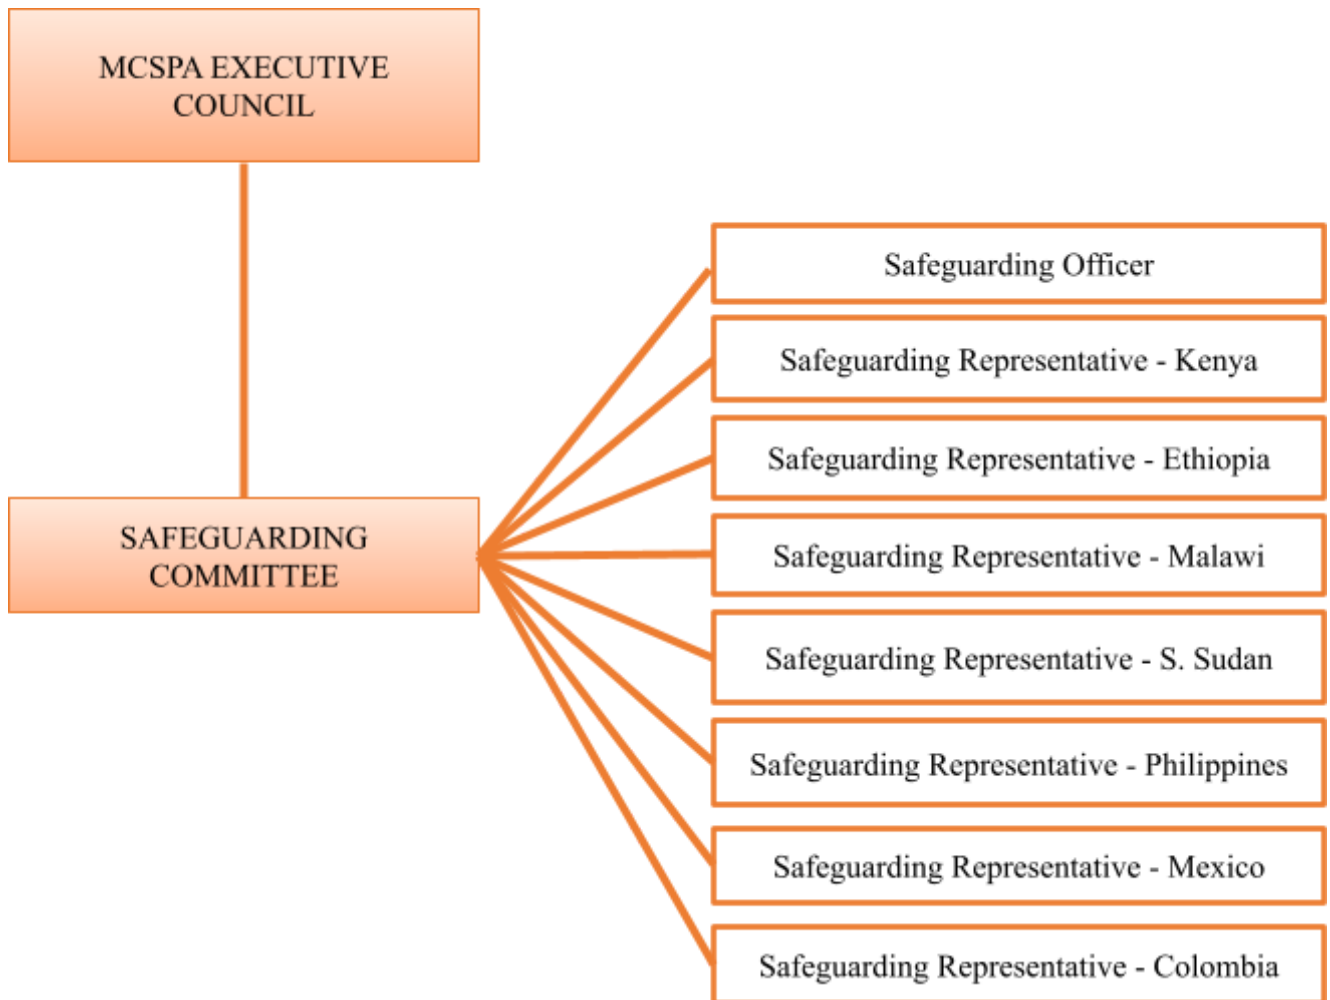 MCSPA EXECUTIVE
COUNCIL
Safeguarding Officer
Safeguarding Representative - Kenya
Safeguarding Representative - Ethiopia
SAFEGUARDING
COMMITTEE
Safeguarding Representative - Malawi
Safeguarding Representative - S. Sudan
Safeguarding Representative - Philippines
Safeguarding Representative - Mexico
Safeguarding Representative - Colombia